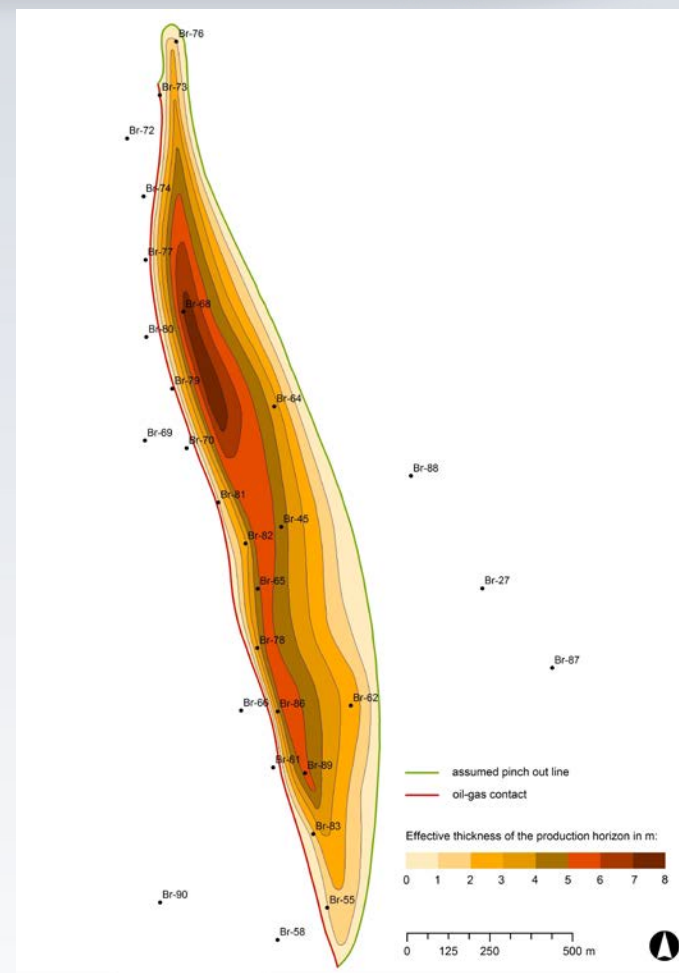 Br-76
Br-73
Br-72
Br-74
Br-77
Br-68
Br-80
Br-79
Br-64
Br-69
Br-70
Br-88
Br-81
Br-45
Br-82
Br-65
Br-27
Br-78
Br-87
Br-66
Br-86
Br-62
Br-61
Br-89
assumed pinch out line
oil-gas contact
Br-83
Effective thickness of the production horizon in m:
0 1 2 3 4 5 6 7 8
Br-90
Br-55
Br-58
0 125 250 500 m